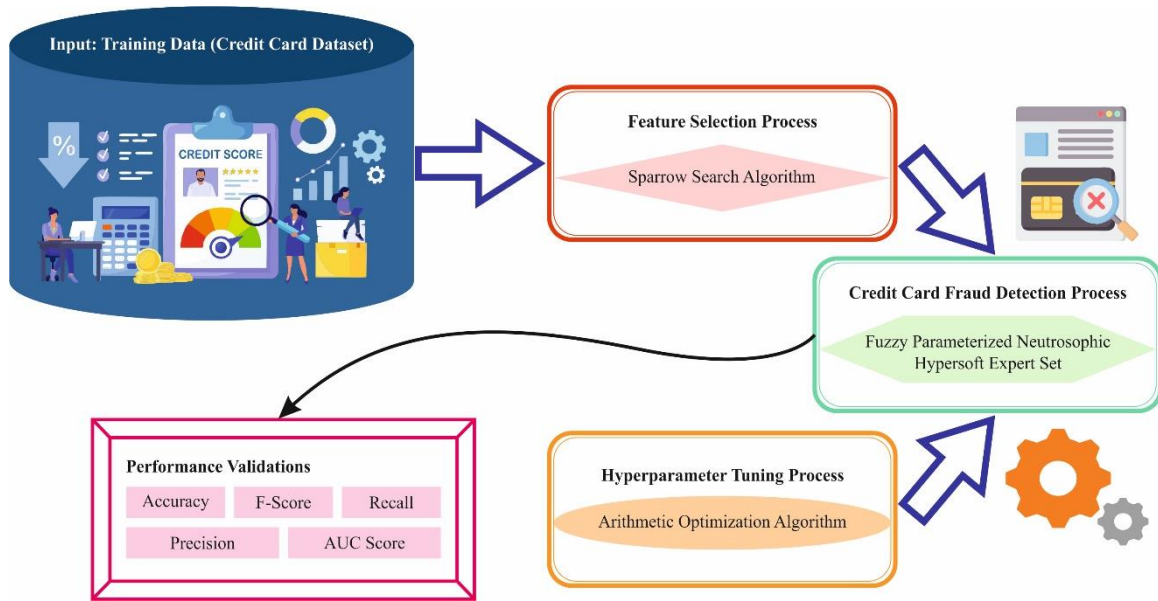 Input: Training Data (Credit Card Dataset)
%
CREDIT SCORE
Feature Selection Process
Sparrow Search Algorithm
Credit Card Fraud Detection Process
Fuzzy Parameterized Neutrosophic
Hypersoft Expert Set
Hyperparameter Tuning Process
Arithmetic Optimization Algorithm
Performance Validations
Accuracy
F-Score
Recall
Precision
AUC Score